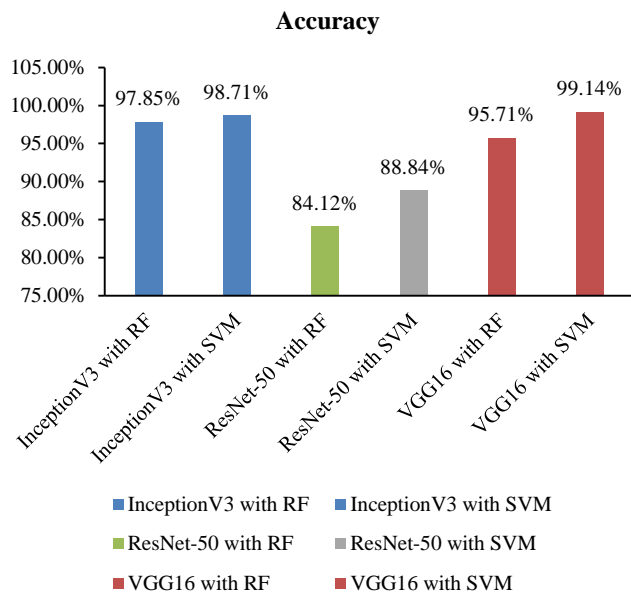 Accuracy
105.00%
100.00%
95.00%
90.00%
85.00%
80.00%
75.00%
97.85%
98.71%
84.12%
88.84%
95.71%
99.14%
InceptionV3 with RF
InceptionV3 with SVM
ResNet-50 with RF
ResNet-50 with SVM
VGG16 with RF
VGG16 with SVM
InceptionV3 with RF
InceptionV3 with SVM
ResNet-50 with RF
ResNet-50 with SVM
VGG16 with RF
VGG16 with SVM